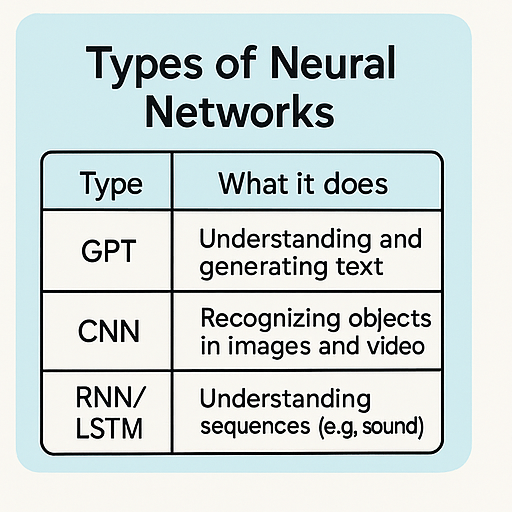 Types of Neural
Networks
Type
What it does
GPT
Understanding and
generating text
CNN
Recognizing objects
in images and video
RNN/
LSTM
Understanding
sequences (e.g, sound)